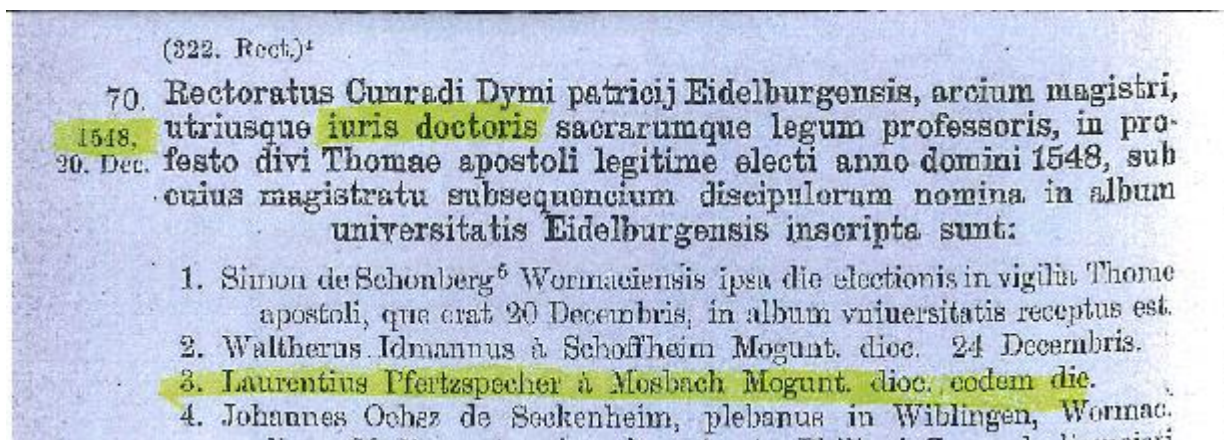 (322. Rect.)⁴
70. Rectoratus Cunradi Dymi patricij Eidelburgensis, arcium magistri,
1548, utriusque iuris doctoris sacrarumque legum professoris, in pro-
20. Dec. festo divi Thomae apostoli legitime electi anno domini 1548, sub
cuius magistratu subsequencium discipulorum nomina in album
universitatis Eidelburgensis inscripta sunt:
1. Simon de Schonberg⁶ Wormaciensis ipsa die electionis in vigilia Thome
apostoli, que erat 20 Decembris, in album vniuersitatis receptus est.
2. Waltherus Idmannus à Schoffheim Mogunt. dioc. 24 Decembris.
3. Laurentius Pfertzspecher à Mosbach Mogunt. dioc. eodem die.
4. Johannes Ochsz de Seckenheim, plebanus in Wiblingen, Wormac.